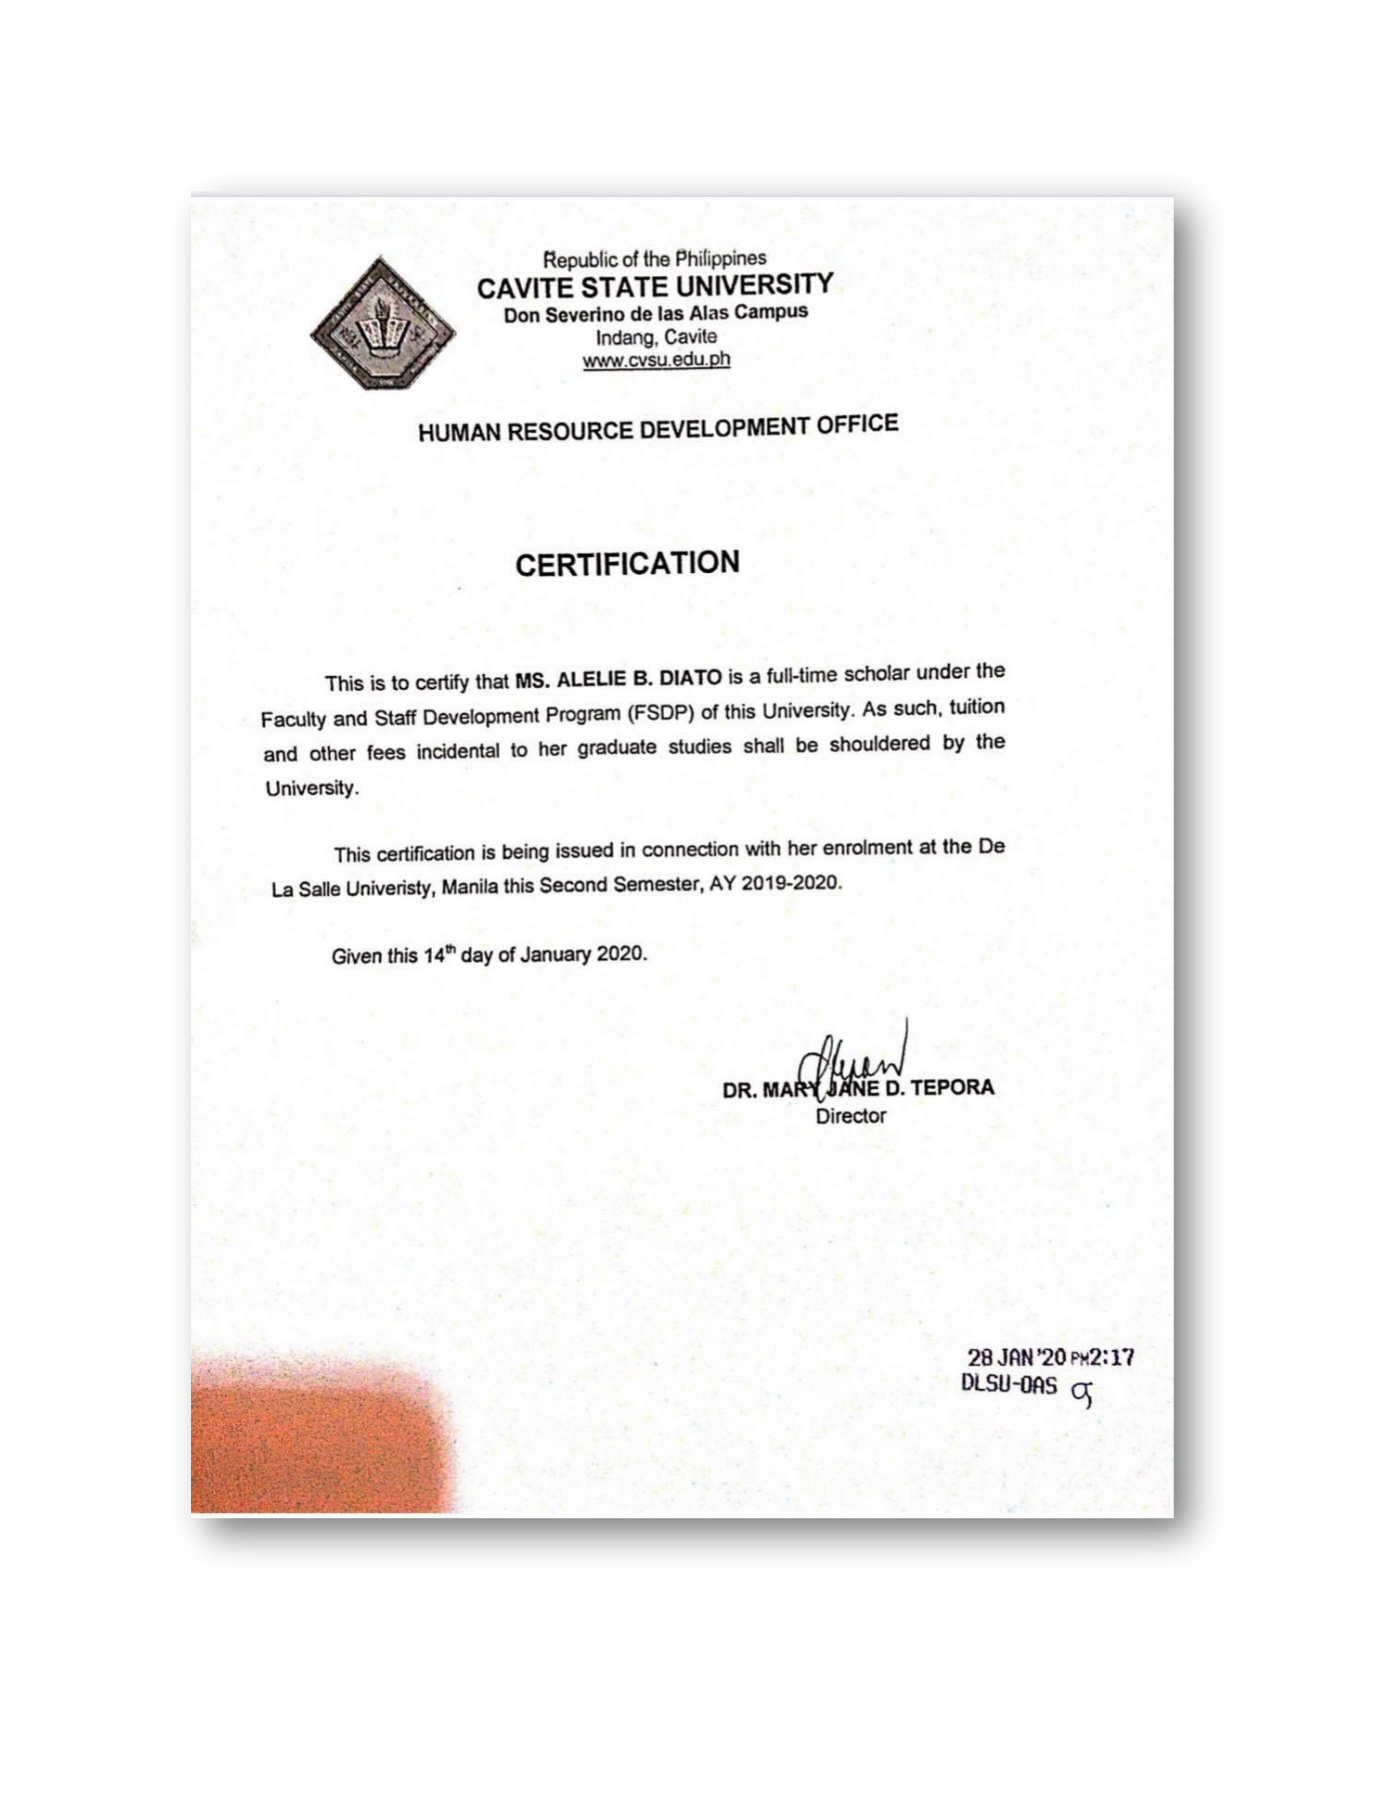 Republic of the Philippines
CAVITE STATE UNIVERSITY
Don Severino de las Alas Campus
Indang, Cavite
www.cvsu.edu.ph
HUMAN RESOURCE DEVELOPMENT OFFICE
CERTIFICATION
This is to certify that MS. ALELIE B. DIATO is a full-time scholar under the
Faculty and Staff Development Program (FSDP) of this University. As such, tuition
and other fees incidental to her graduate studies shall be shouldered by the
University.
This certification is being issued in connection with her enrolment at the De
La Salle Univeristy, Manila this Second Semester, AY 2019-2020.
Given this 14th day of January 2020.
DR. MARY JANE D. TEPORA
Director
28 JAN '20 PM2:17
DLSU-OAS